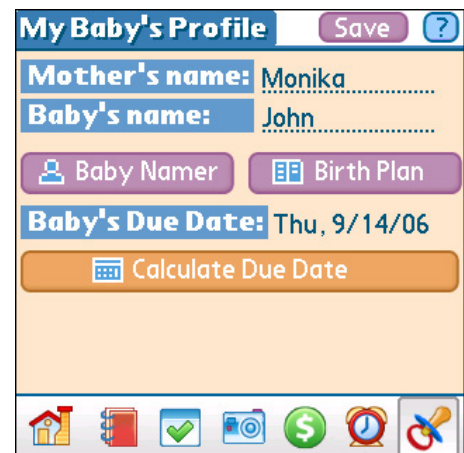 My Baby's Profile Save ?
Mother's name: Monika
Baby's name: John
Baby Namer Birth Plan
Baby's Due Date: Thu, 9/14/06
Calculate Due Date
$